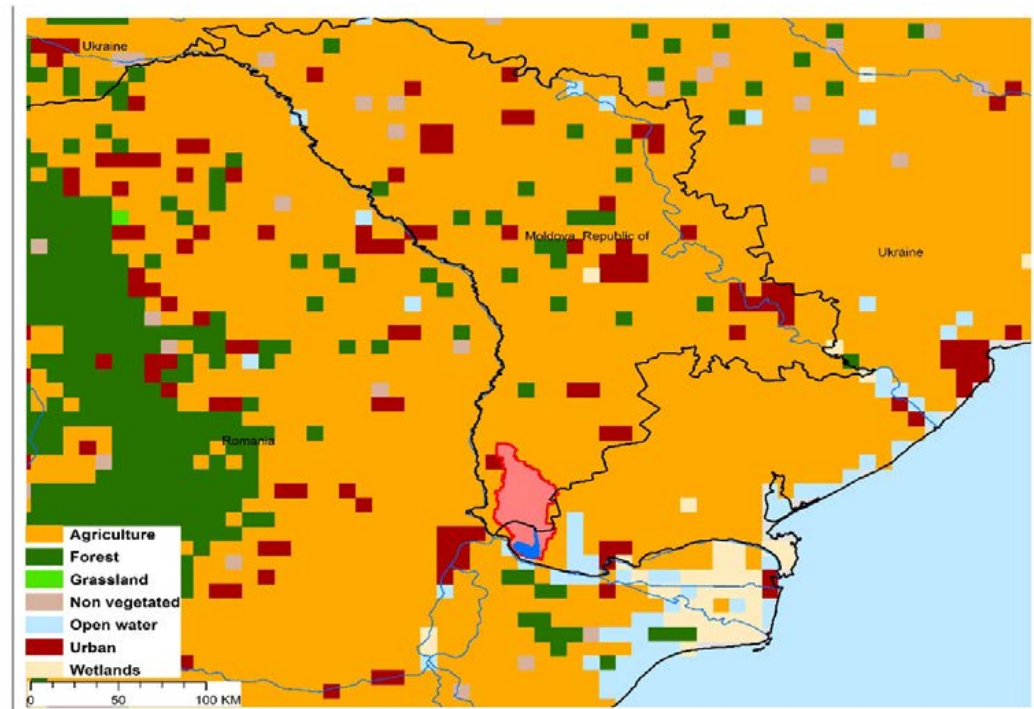 Ukraine
Moldova, Republic of
Ukraine
Romania
Agriculture
Forest
Grassland
Non vegetated
Open water
Urban
Wetlands
0 50 100 KM